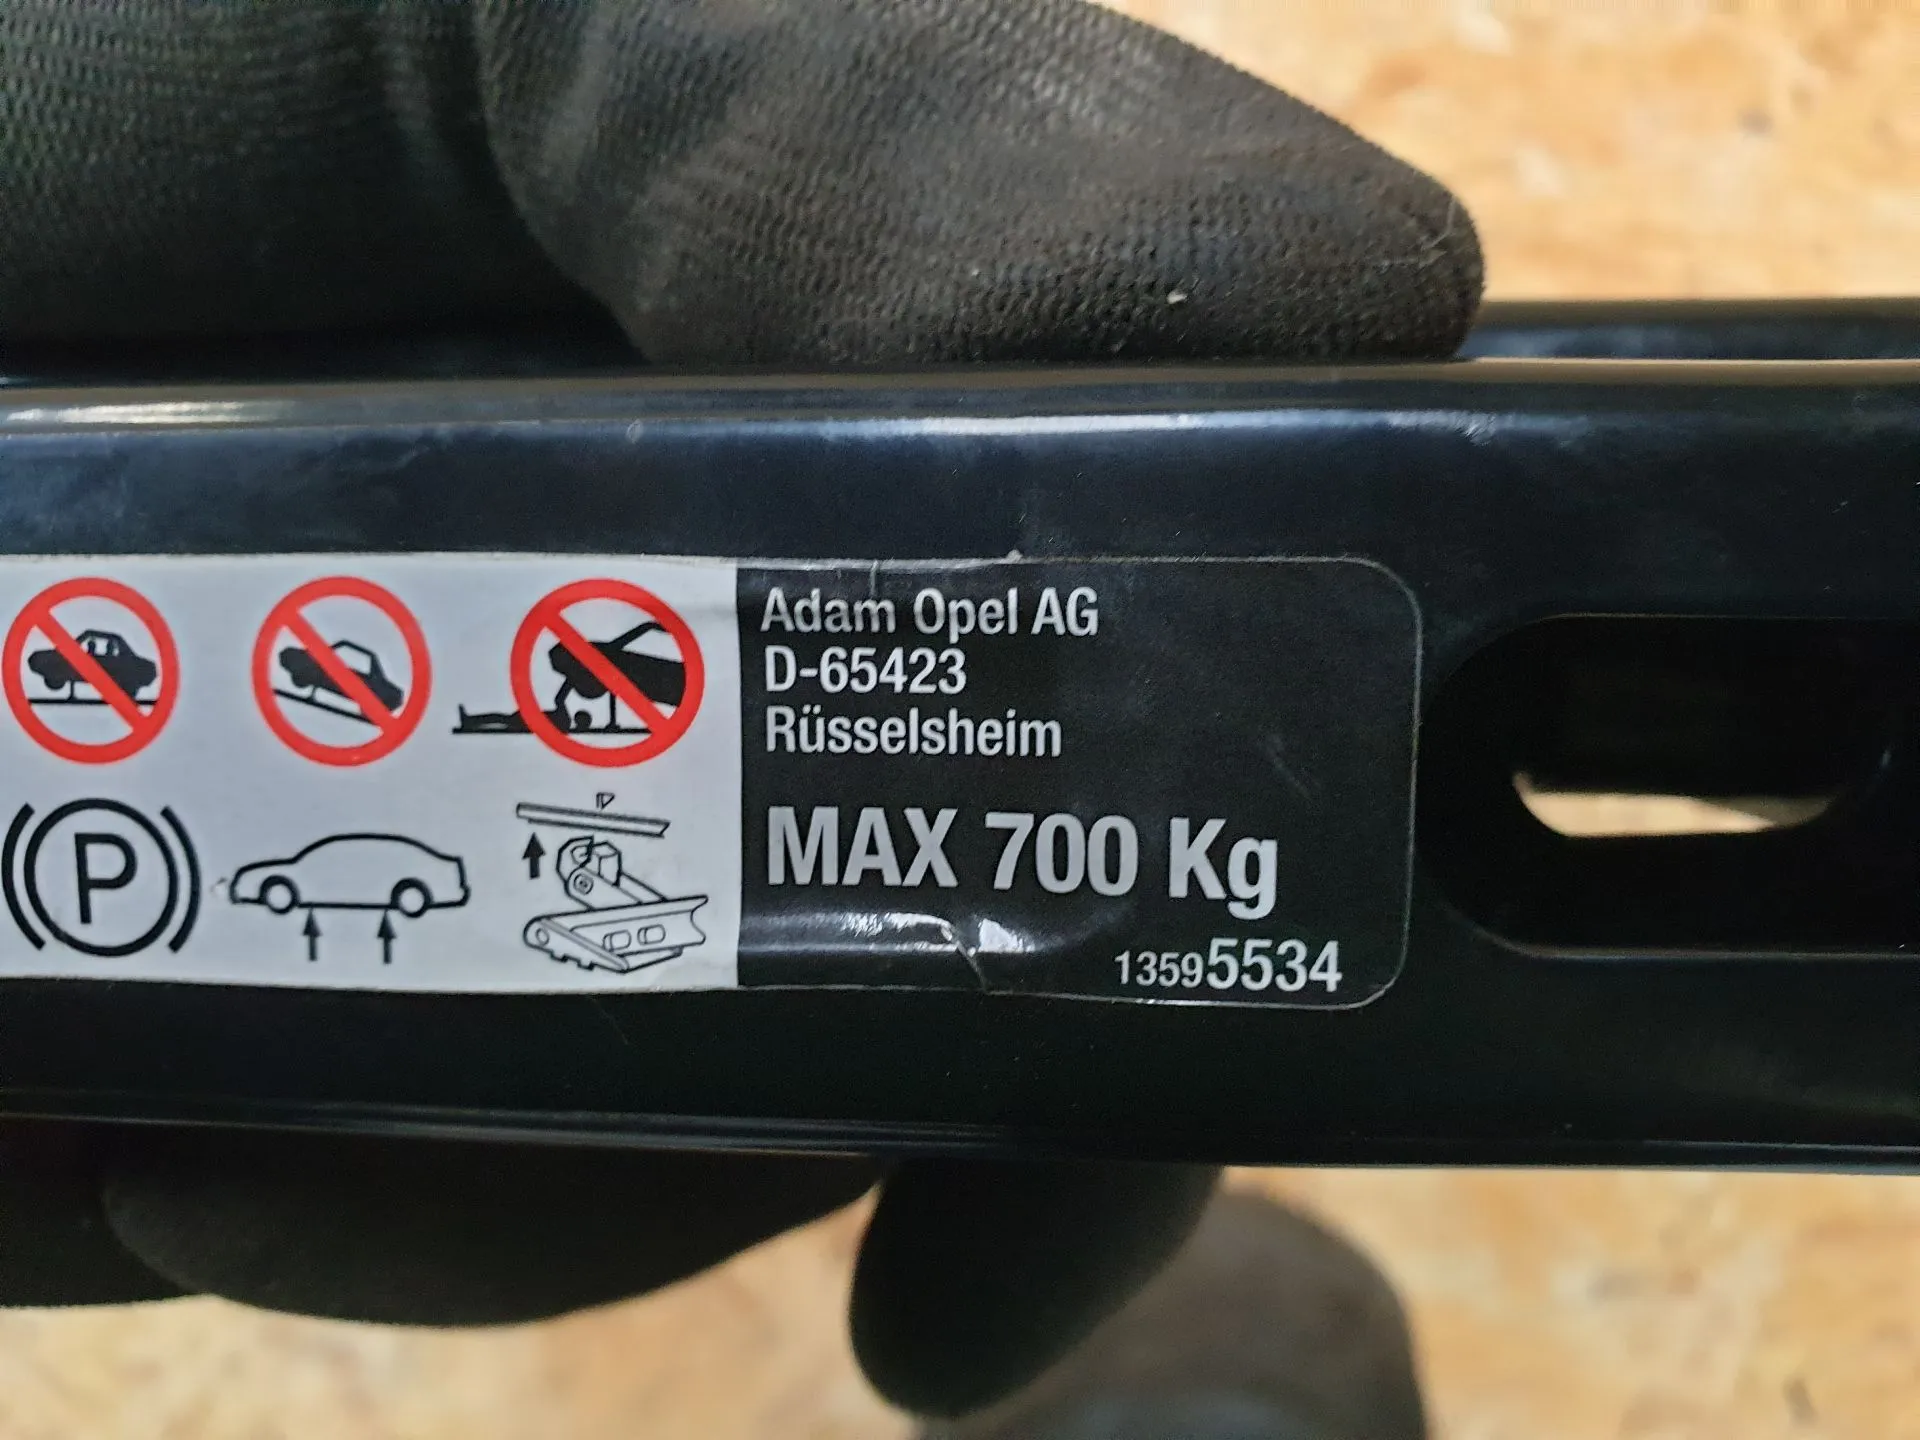 Adam Opel AG
D-65423
Rüsselsheim
MAX 700 Kg
13595534
P